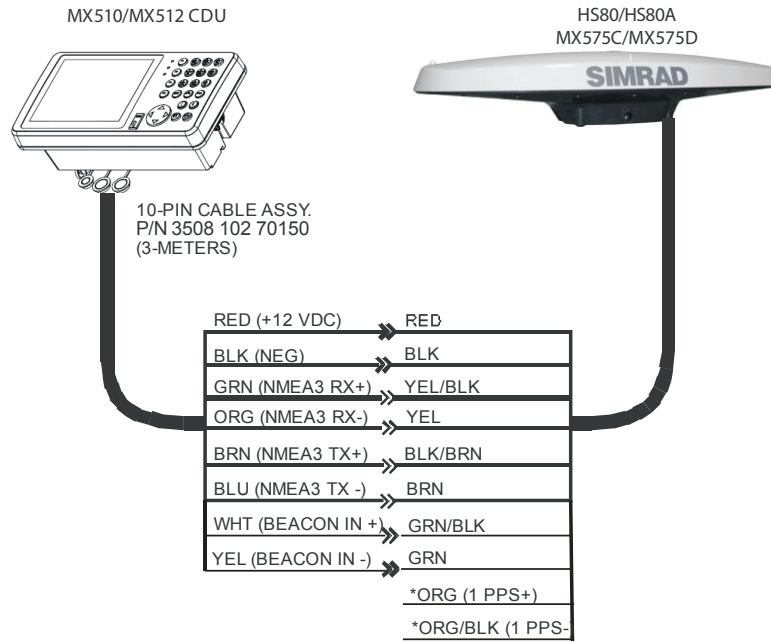 MX510/MX512 CDU
HS80/HS80A
MX575C/MX575D
SIMRAD
10-PIN CABLE ASSY.
P/N 3508 102 70150
(3-METERS)
RED (+12 VDC) RED
BLK (NEG) BLK
GRN (NMEA3 RX+) YEL/BLK
ORG (NMEA3 RX-) YEL
BRN (NMEA3 TX+) BLK/BRN
BLU (NMEA3 TX -) BRN
WHT (BEACON IN +) GRN/BLK
YEL (BEACON IN -) GRN
*ORG (1 PPS+)
*ORG/BLK (1 PPS-